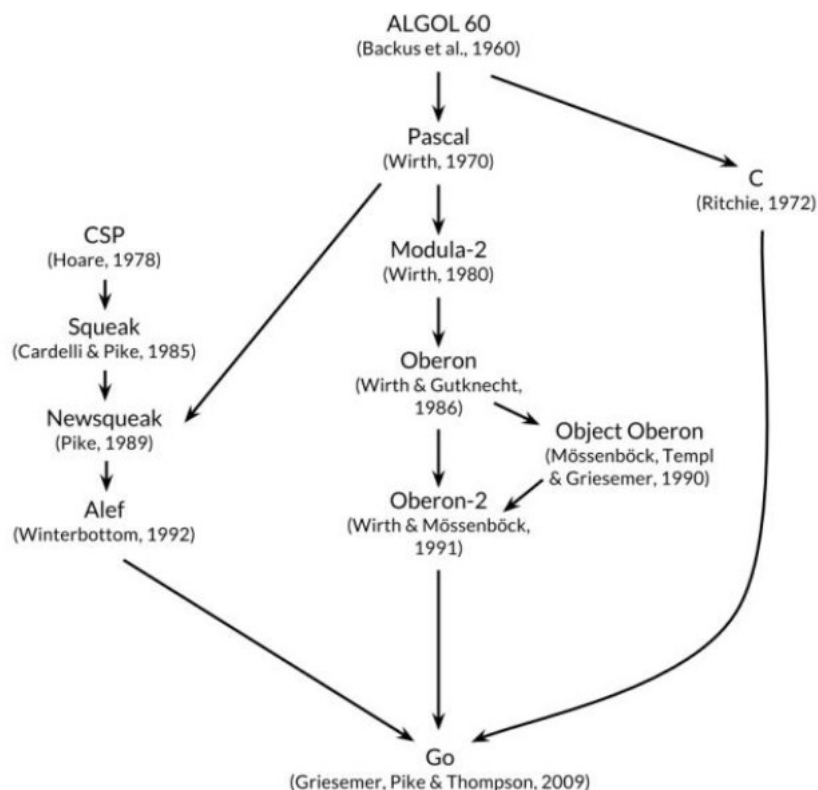 ALGOL 60
(Backus et al., 1960)
Pascal
(Wirth, 1970)
C
(Ritchie, 1972)
CSP
(Hoare, 1978)
Modula-2
(Wirth, 1980)
Squeak
(Cardelli & Pike, 1985)
Oberon
(Wirth & Gutknecht,
1986)
Newsqueak
(Pike, 1989)
Object Oberon
(Mössenböck, Templ
& Griesemer, 1990)
Alef
(Winterbottom, 1992)
Oberon-2
(Wirth & Mössenböck,
1991)
Go
(Griesemer, Pike & Thompson, 2009)